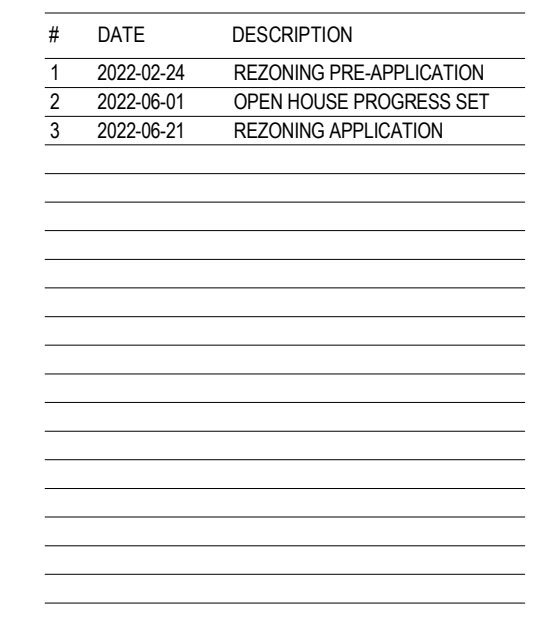 # DATE DESCRIPTION
1 2022-02-24 REZONING PRE-APPLICATION
2 2022-06-01 OPEN HOUSE PROGRESS SET
3 2022-06-21 REZONING APPLICATION